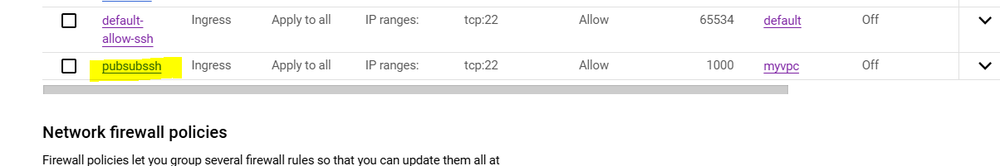 default-allow-ssh Ingress Apply to all IP ranges: tcp:22 Allow 65534 default Off
pubsubssh Ingress Apply to all IP ranges: tcp:22 Allow 1000 myvpc Off
Network firewall policies
Firewall policies let you group several firewall rules so that you can update them all at